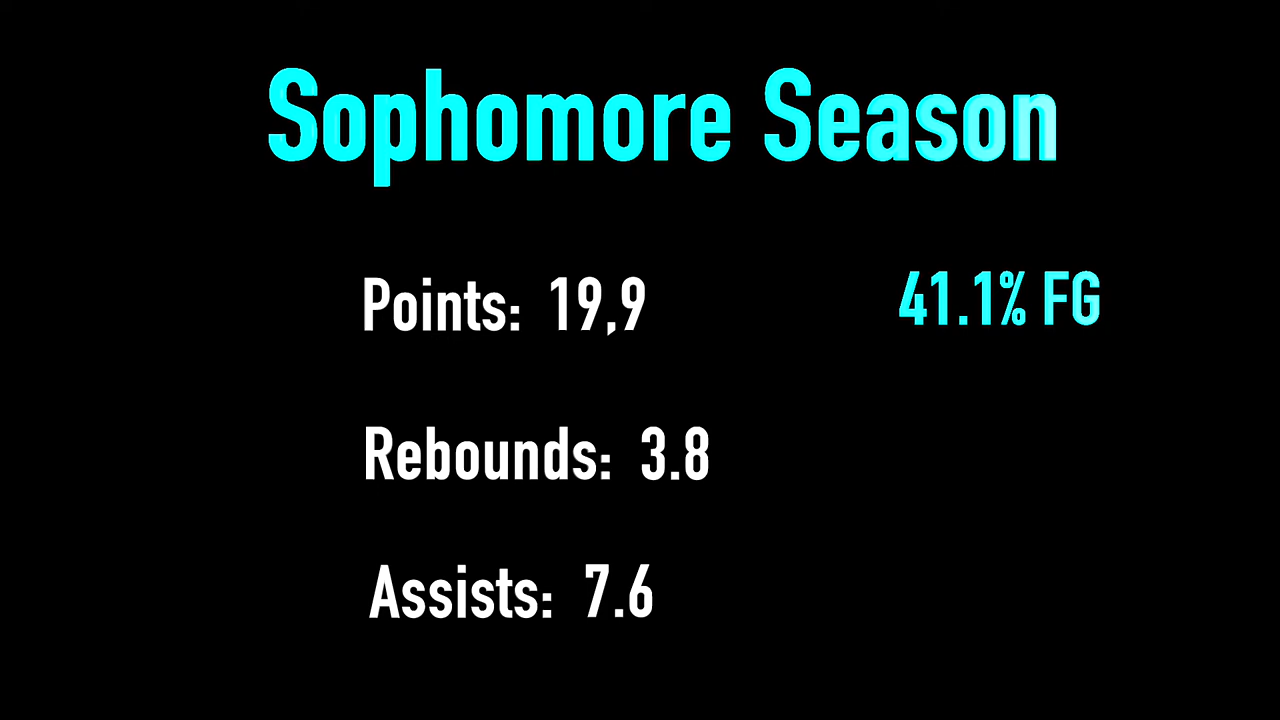 Sophomore Season
Points: 19,9
41.1% FG
Rebounds: 3.8
Assists: 7.6